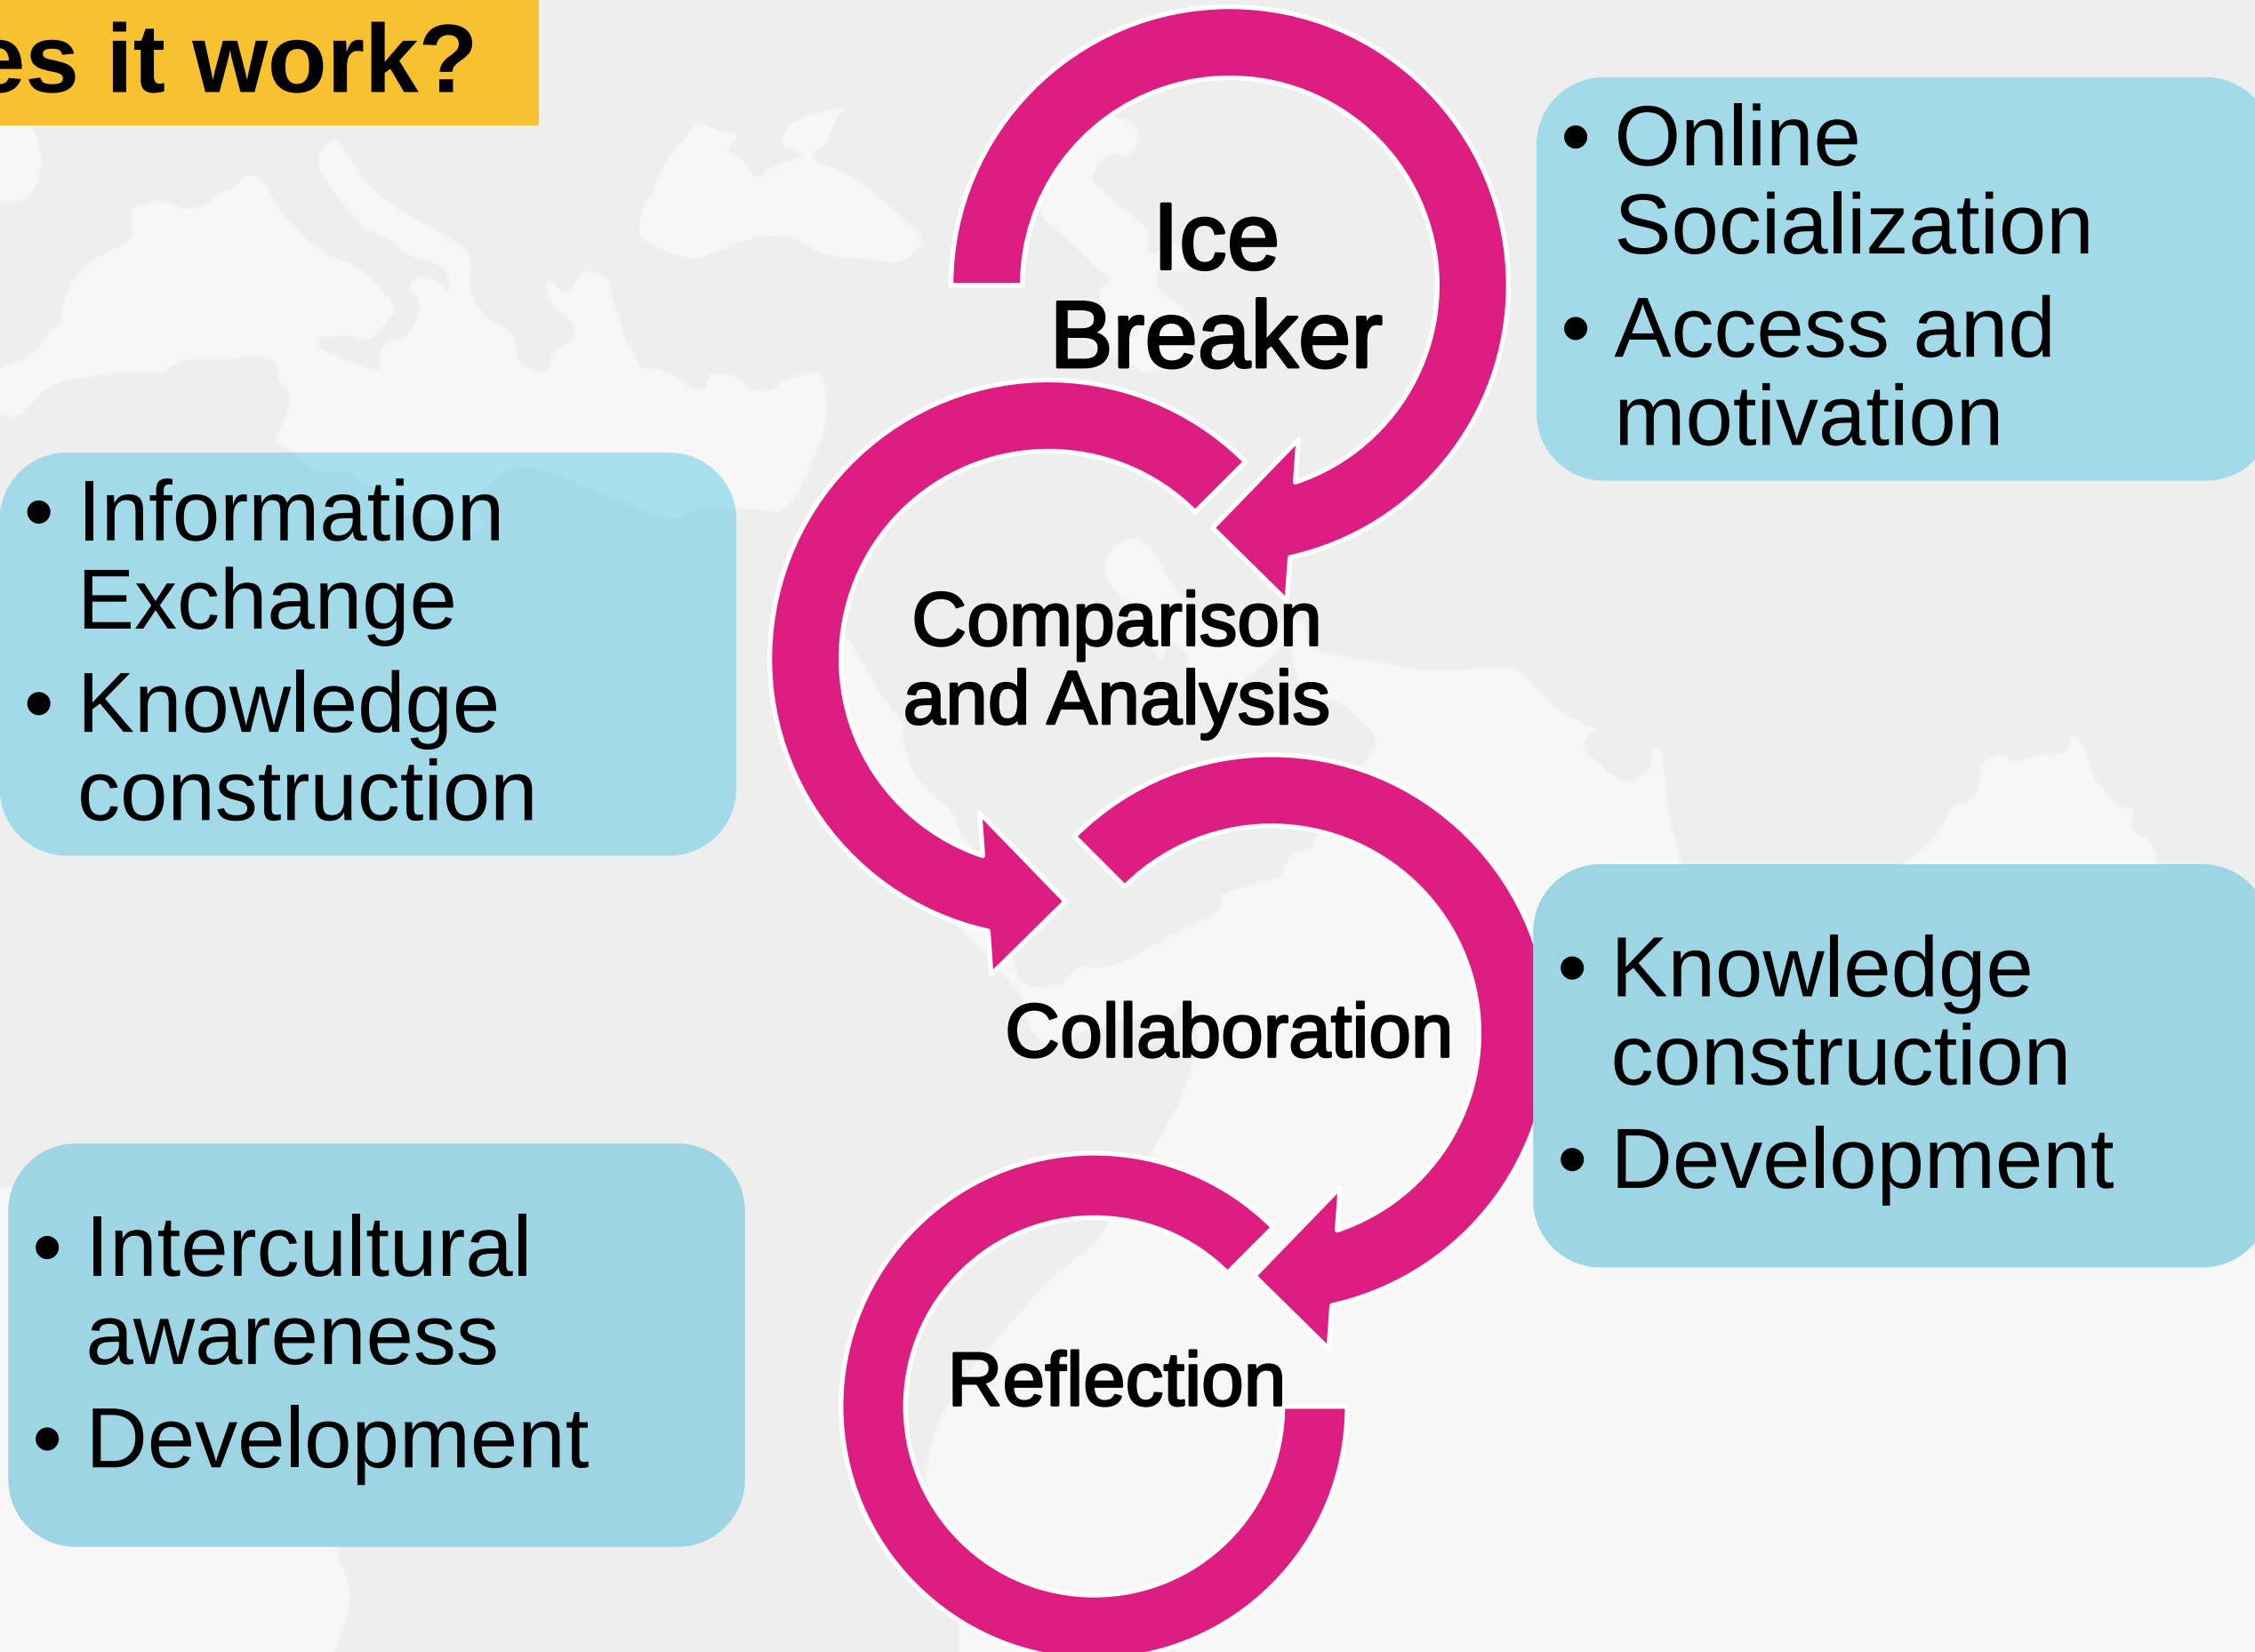 es it work?
Ice
Breaker
• Online
Socialization
• Access and
motivation
• Information
Exchange
• Knowledge
construction
Comparison
and Analysis
Collaboration
• Knowledge
construction
• Development
• Intercultural
awareness
• Development
Reflection